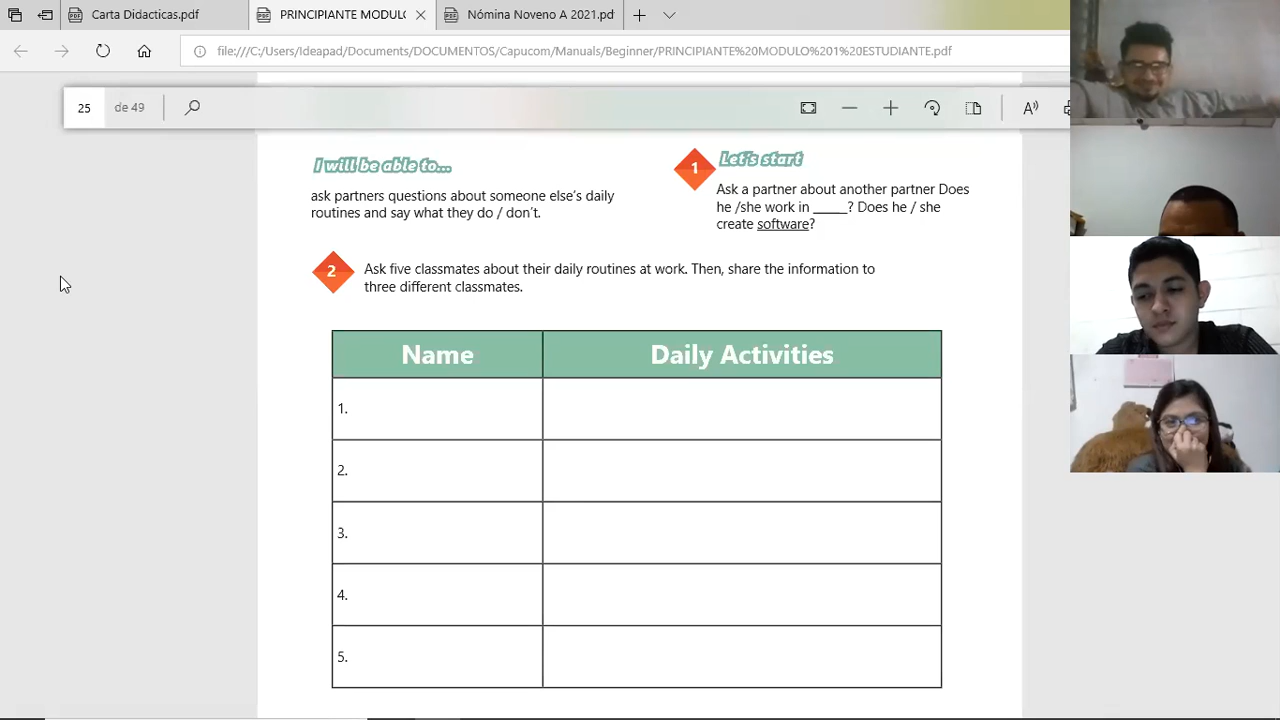 Carta Didacticas.pdf
PRINCIPIANTE MODULO
Nómina Noveno A 2021.pd
file:///C:/Users/Ideapad/Documents/DOCUMENTOS/Capucom/Manuals/Beginner/PRINCIPIANTE%20MODULO%201%20ESTUDIANTE.pdf
25 de 49
I will be able to...
ask partners questions about someone else's daily
routines and say what they do / don't.
1 Let's start
Ask a partner about another partner Does
he /she work in _____? Does he / she
create software?
2 Ask five classmates about their daily routines at work. Then, share the information to
three different classmates.
Name Daily Activities
1.
2.
3.
4.
5.